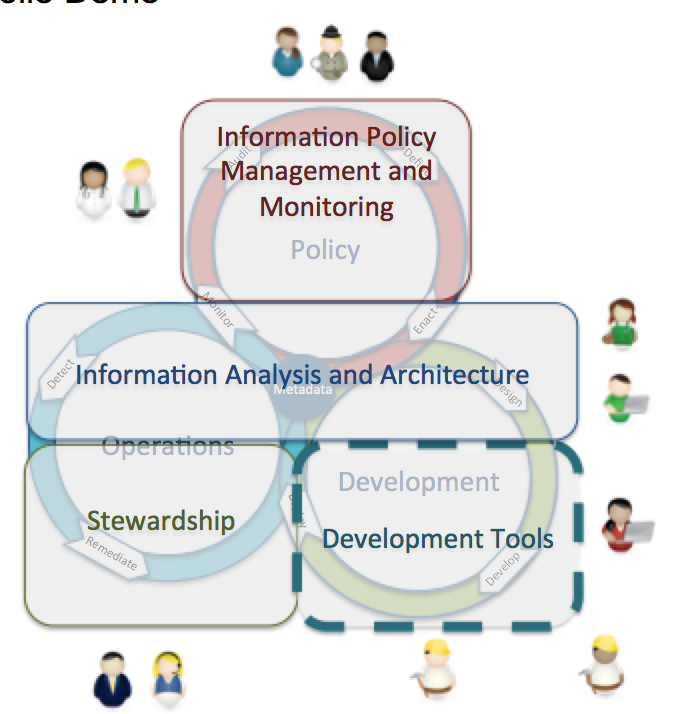 Information Policy
Management and
Monitoring
Policy
Audit
Monitor
Enact
Detect
Information Analysis and Architecture
Metadata
Operations
Development
Stewardship
Development Tools
Remediate
Develop